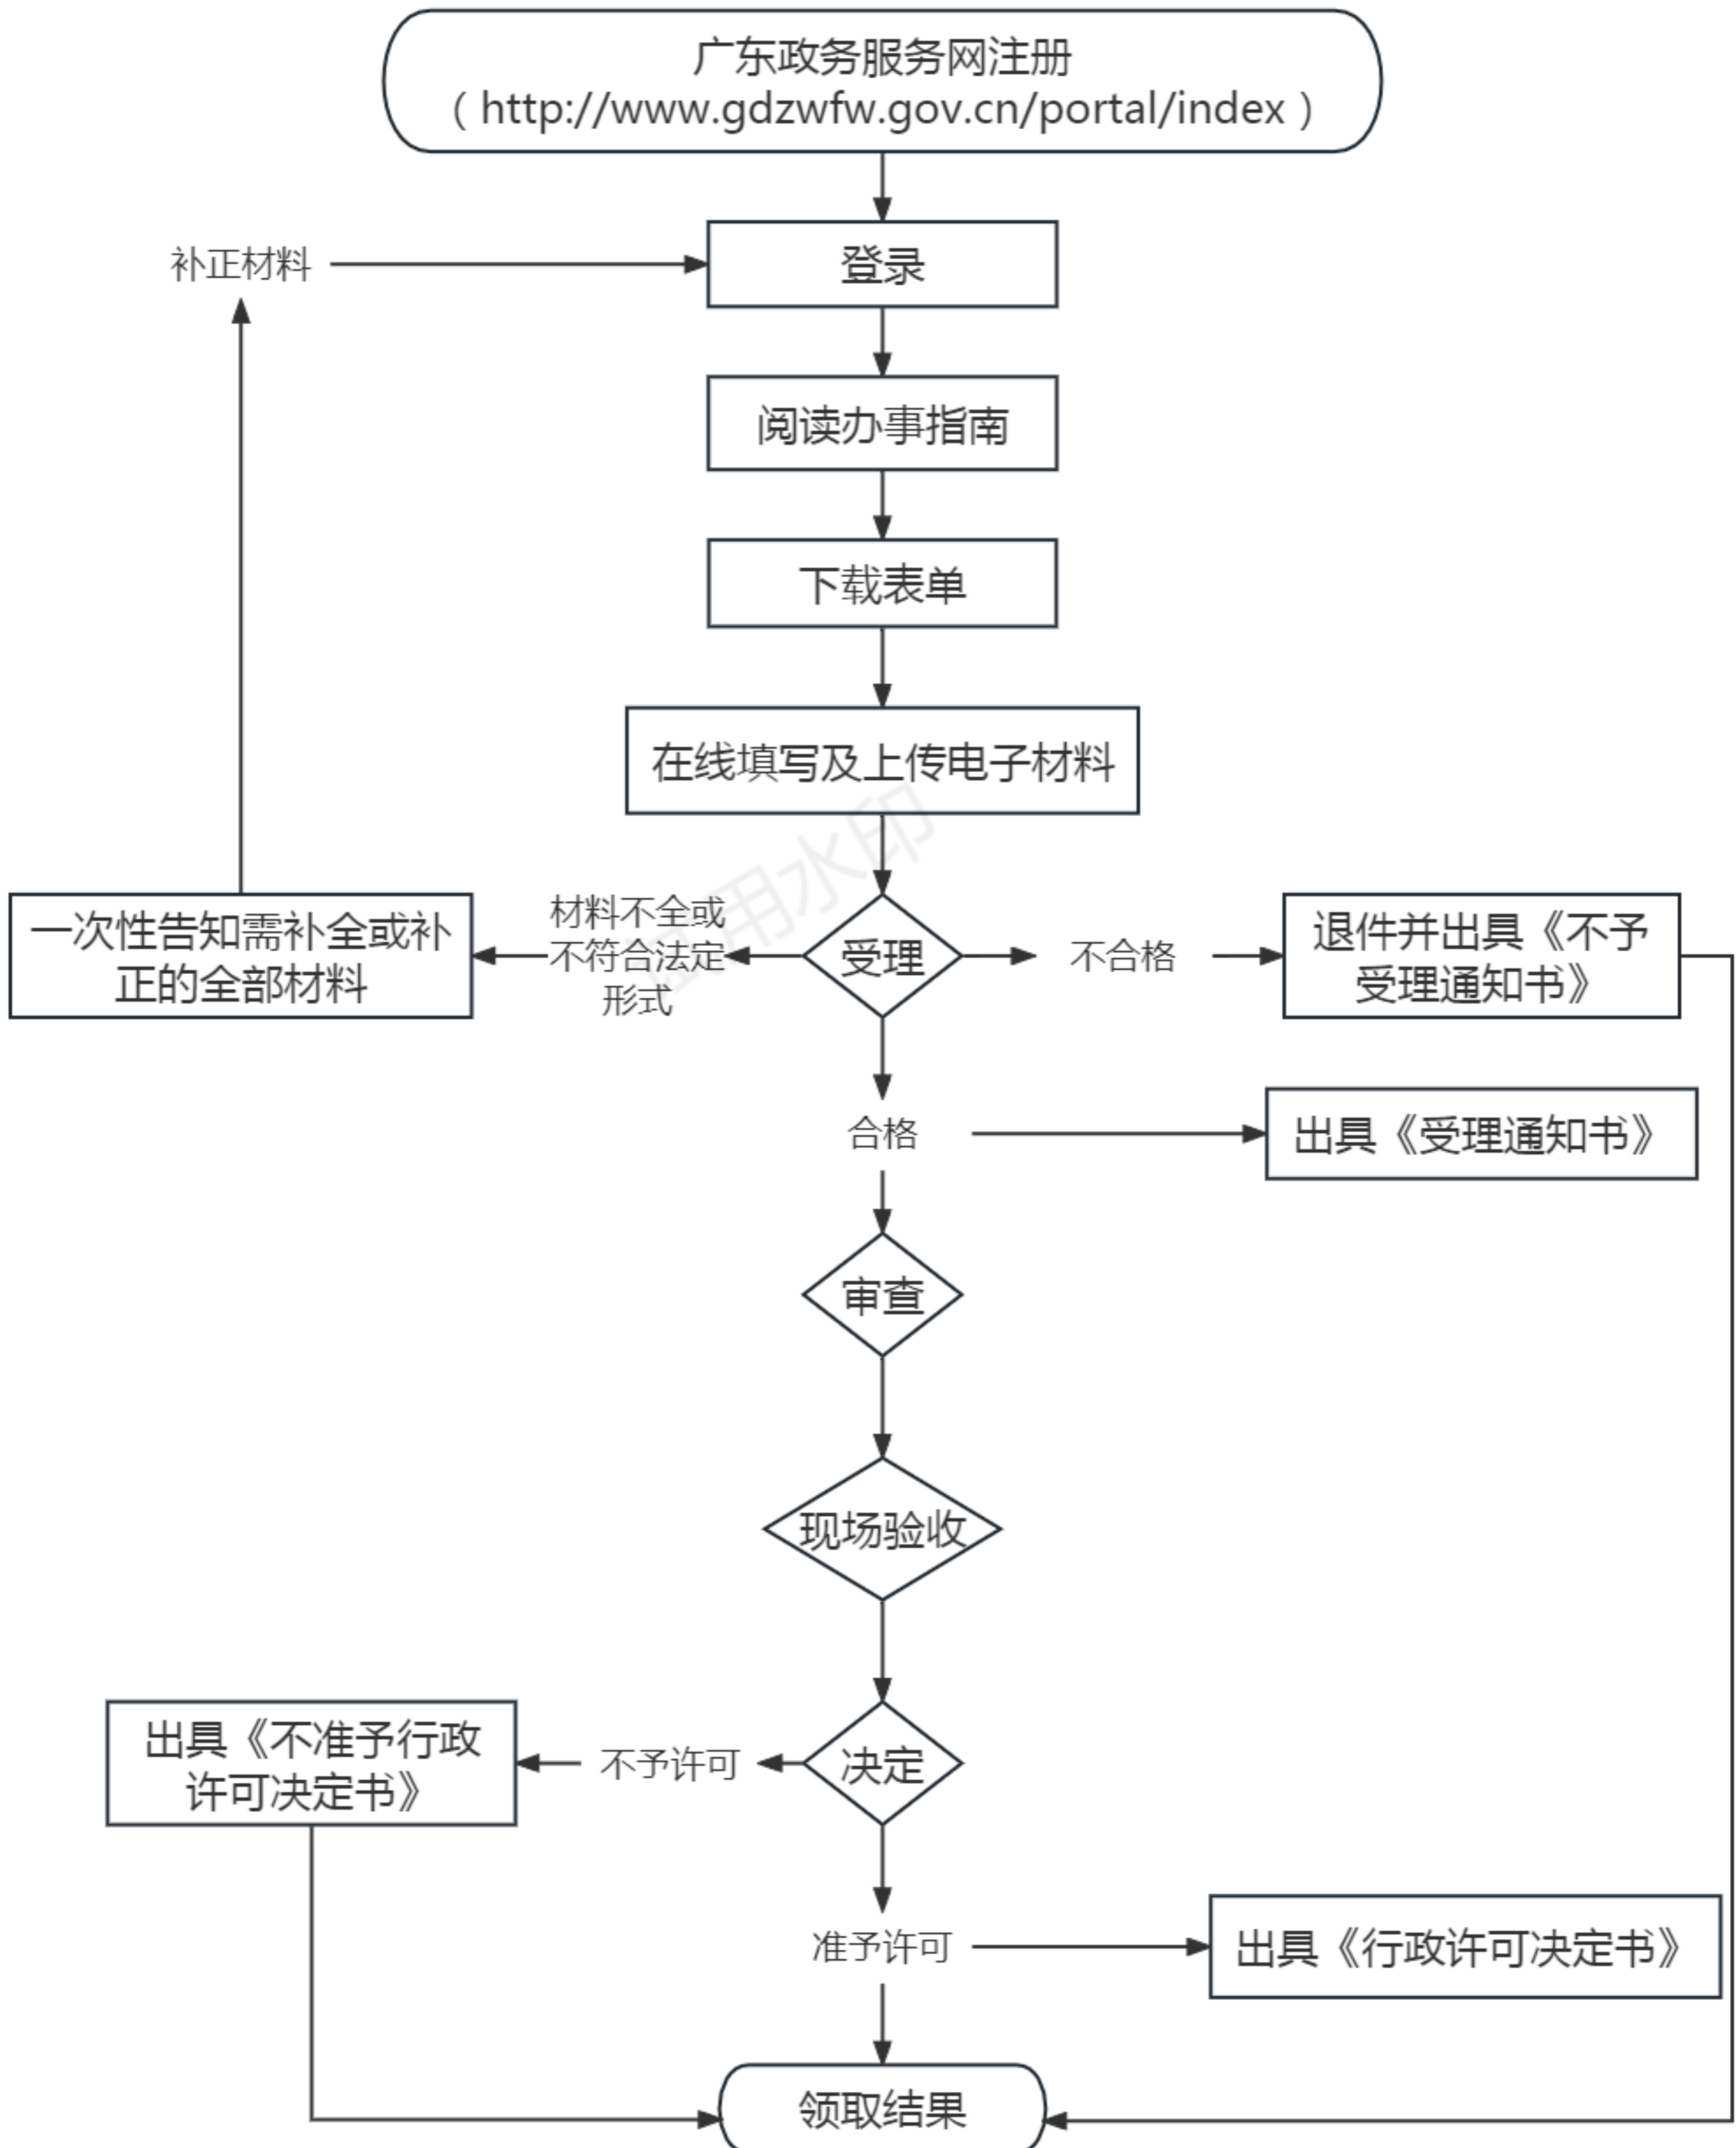 广东政务服务网注册
（http://www.gdzwfw.gov.cn/portal/index）
补正材料
登录
阅读办事指南
下载表单
在线填写及上传电子材料
一次性告知需补全或补
正的全部材料
材料不全或
不符合法定
形式
受理
不合格
退件并出具《不予
受理通知书》
合格
出具《受理通知书》
审查
现场验收
出具《不准予行政
许可决定书》
不予许可
决定
准予许可
出具《行政许可决定书》
领取结果
用水印